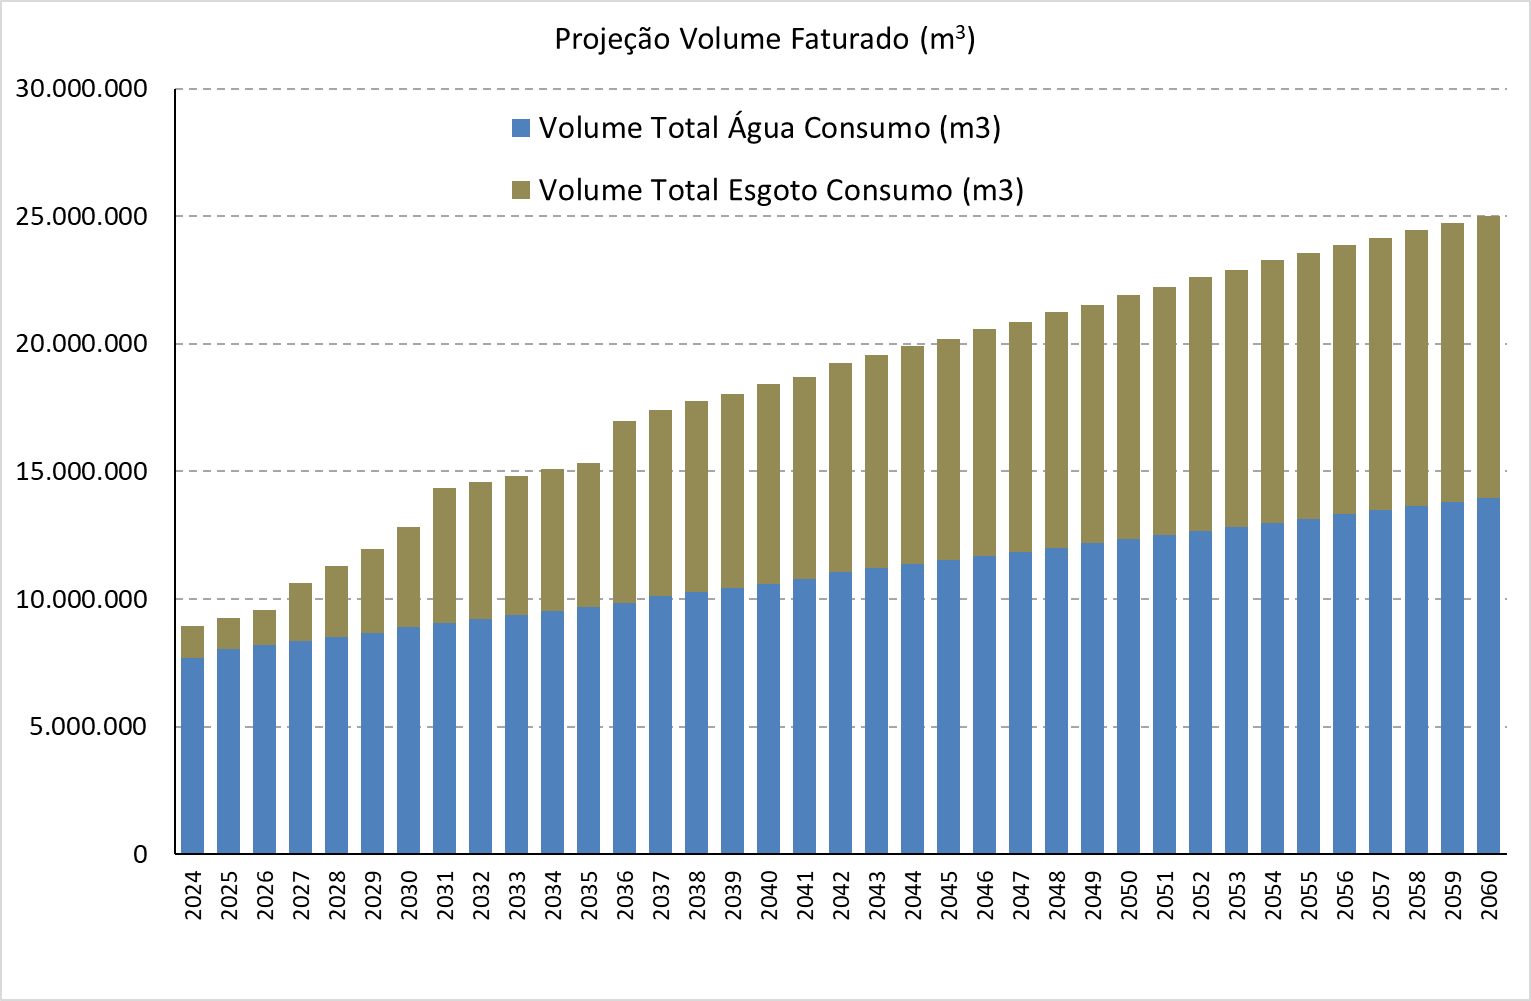 Projeção Volume Faturado (m³)
30.000.000
Volume Total Água Consumo (m3)
Volume Total Esgoto Consumo (m3)
25.000.000
20.000.000
15.000.000
10.000.000
5.000.000
0
2024 2025 2026 2027 2028 2029 2030 2031 2032 2033 2034 2035 2036 2037 2038 2039 2040 2041 2042 2043 2044 2045 2046 2047 2048 2049 2050 2051 2052 2053 2054 2055 2056 2057 2058 2059 2060